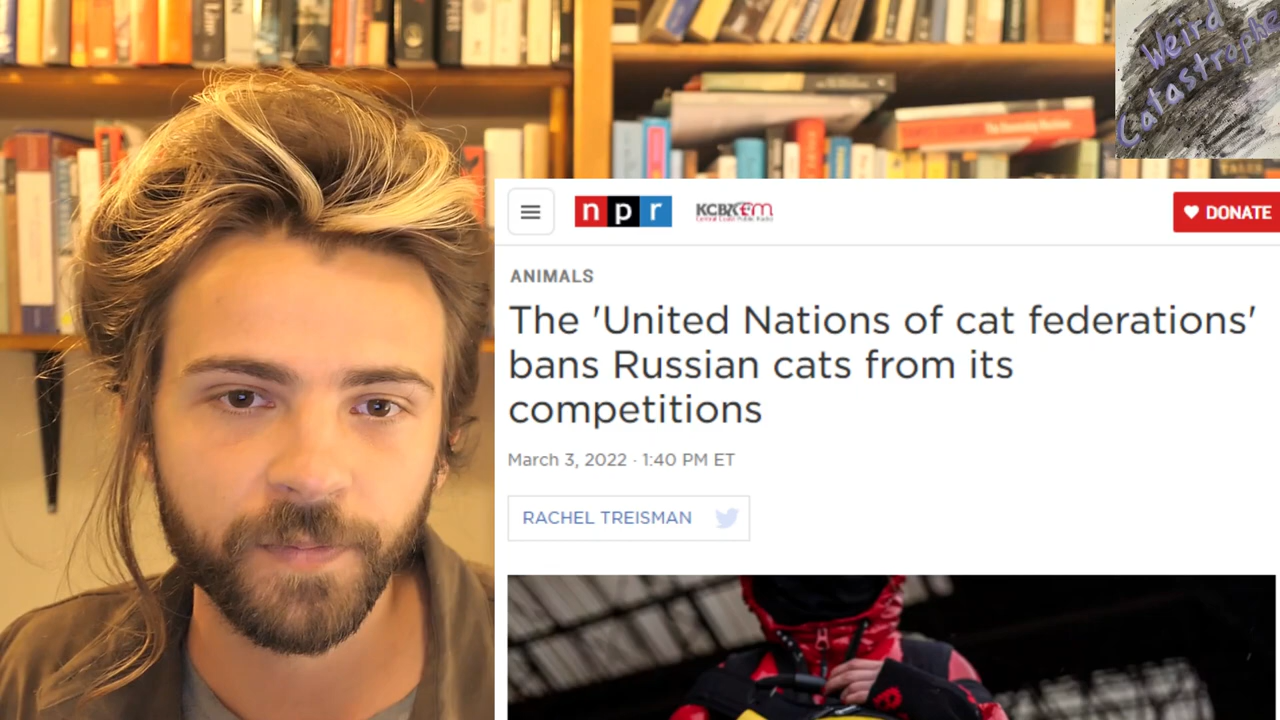 Weird
Catastrophe
npr
KCBX FM
DONATE
ANIMALS
The 'United Nations of cat federations'
bans Russian cats from its
competitions
March 3, 2022 · 1:40 PM ET
RACHEL TREISMAN